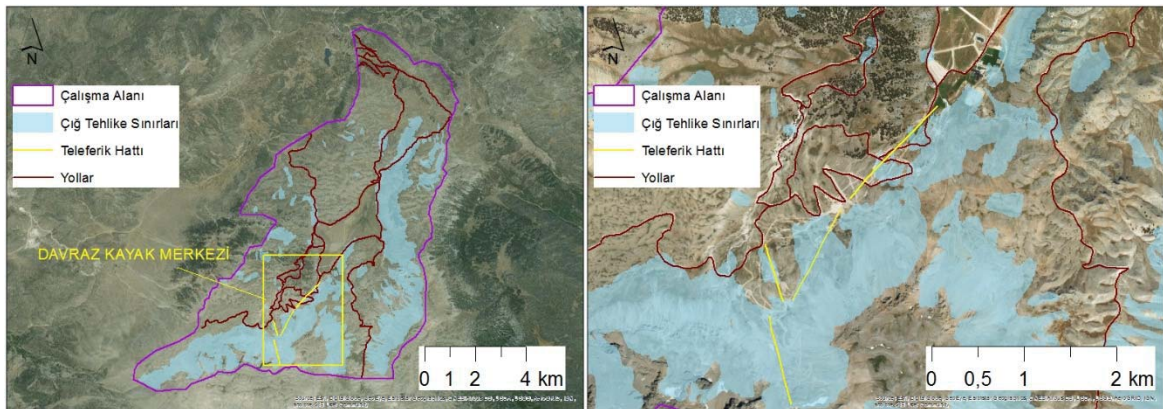 N
Çalışma Alanı
Çığ Tehlike Sınırları
Teleferik Hattı
Yollar
DAVRAZ KAYAK MERKEZİ
0 1 2 4 km
N
Çalışma Alanı
Çığ Tehlike Sınırları
Teleferik Hattı
Yollar
0 0,5 1 2 km